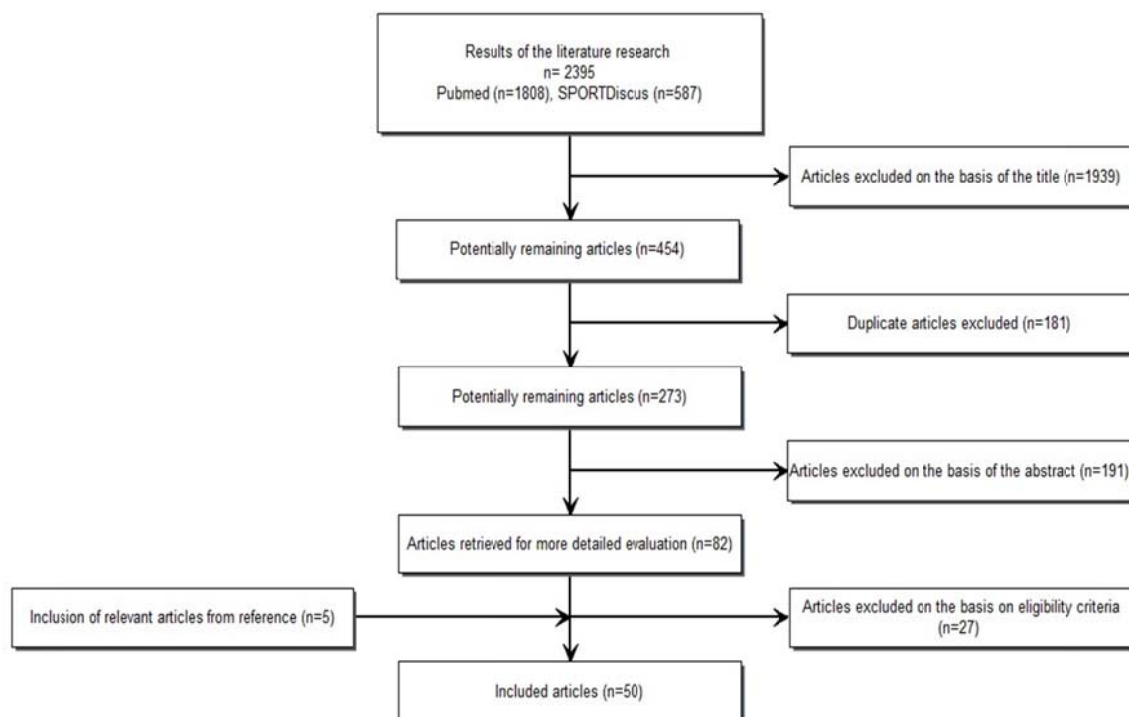 Results of the literature research
n= 2395
Pubmed (n=1808), SPORTDiscus (n=587)
Articles excluded on the basis of the title (n=1939)
Potentially remaining articles (n=454)
Duplicate articles excluded (n=181)
Potentially remaining articles (n=273)
Articles excluded on the basis of the abstract (n=191)
Articles retrieved for more detailed evaluation (n=82)
Inclusion of relevant articles from reference (n=5)
Articles excluded on the basis on eligibility criteria
(n=27)
Included articles (n=50)